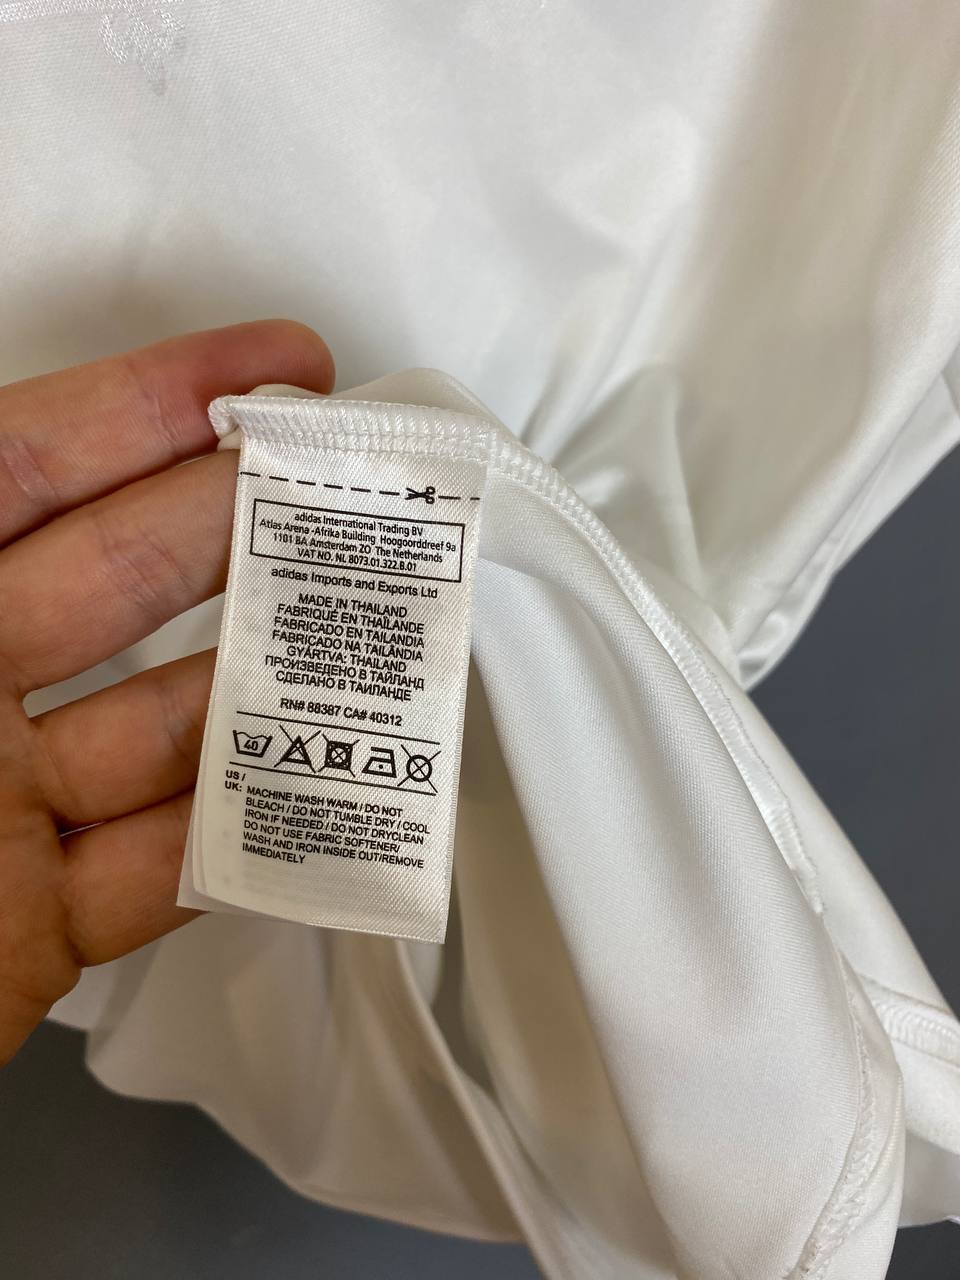 adidas International Trading BV
Atlas Arena -Afrika Building Hoogoorddreef 9a
1101 BA Amsterdam ZO The Netherlands
VAT NO. NL 8073.01.322.B.01
adidas Imports and Exports Ltd
MADE IN THAILAND
FABRIQUÉ EN THAÏLANDE
FABRICADO EN TAILANDIA
FABRICADO NA TAILÂNDIA
GYÁRTVA: THAILAND
ПРОИЗВЕДЕНО В ТАЙЛАНД
СДЕЛАНО В ТАИЛАНДЕ
RN# 88387 CA# 40312
40
US /
UK: MACHINE WASH WARM / DO NOT
BLEACH / DO NOT TUMBLE DRY / COOL
IRON IF NEEDED / DO NOT DRYCLEAN
DO NOT USE FABRIC SOFTENER/
WASH AND IRON INSIDE OUT/REMOVE
IMMEDIATELY